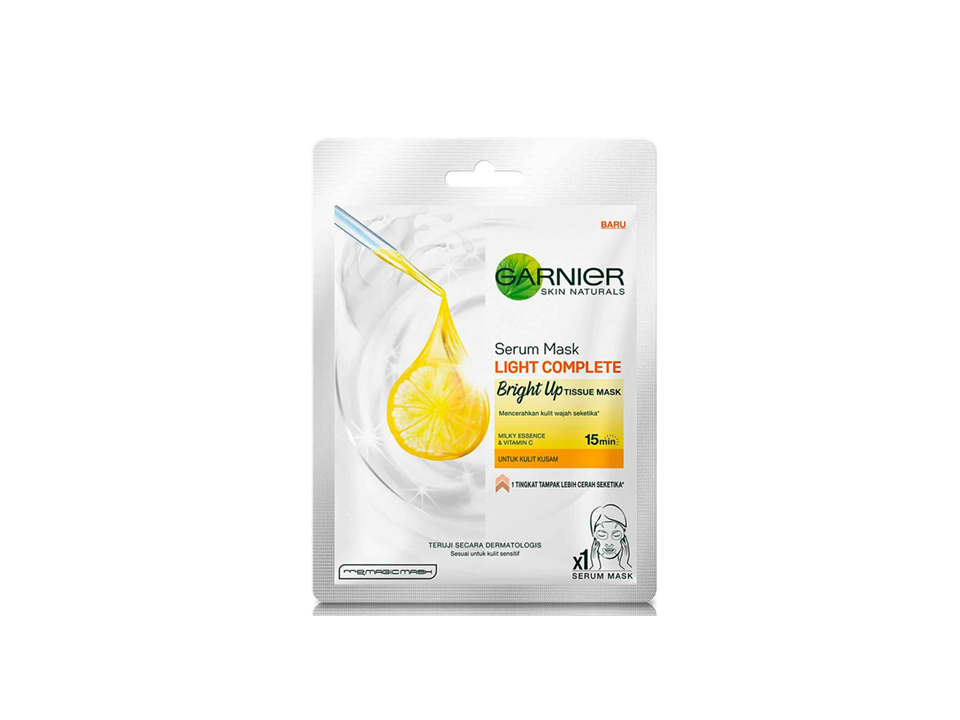 BARU
GARNIER
SKIN NATURALS
Serum Mask
LIGHT COMPLETE
Bright Up TISSUE MASK
Mencerahkan kulit wajah seketika*
MILKY ESSENCE
& VITAMIN C
15min
UNTUK KULIT KUSAM
1 TINGKAT TAMPAK LEBIH CERAH SEKETIKA*
TERUJI SECARA DERMATOLOGIS
Sesuai untuk kulit sensitif
MAGIC MASK
x1
SERUM MASK